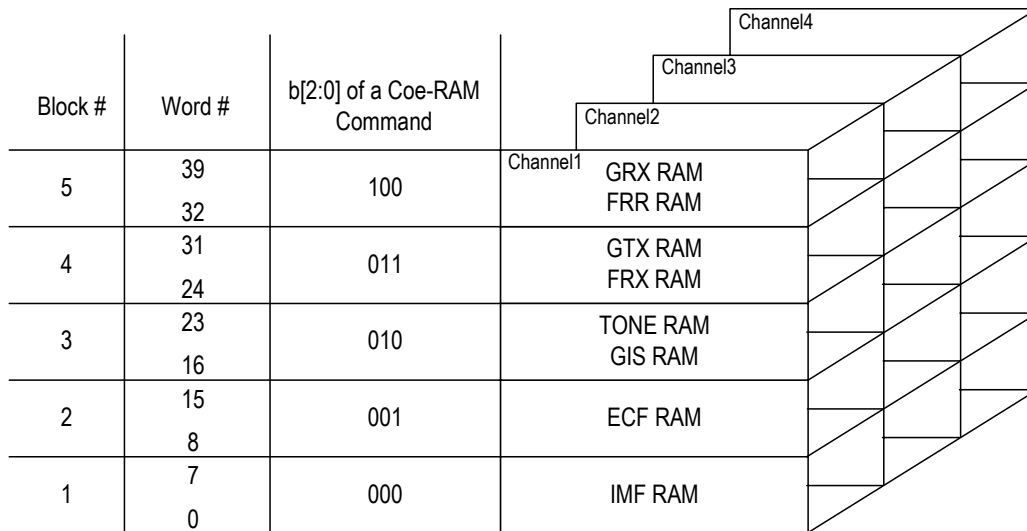 Channel4
Channel3
Channel2
Channel1
Block #
Word #
b[2:0] of a Coe-RAM
Command
5
39
32
100
GRX RAM
FRR RAM
4
31
24
011
GTX RAM
FRX RAM
3
23
16
010
TONE RAM
GIS RAM
2
15
8
001
ECF RAM
1
7
0
000
IMF RAM